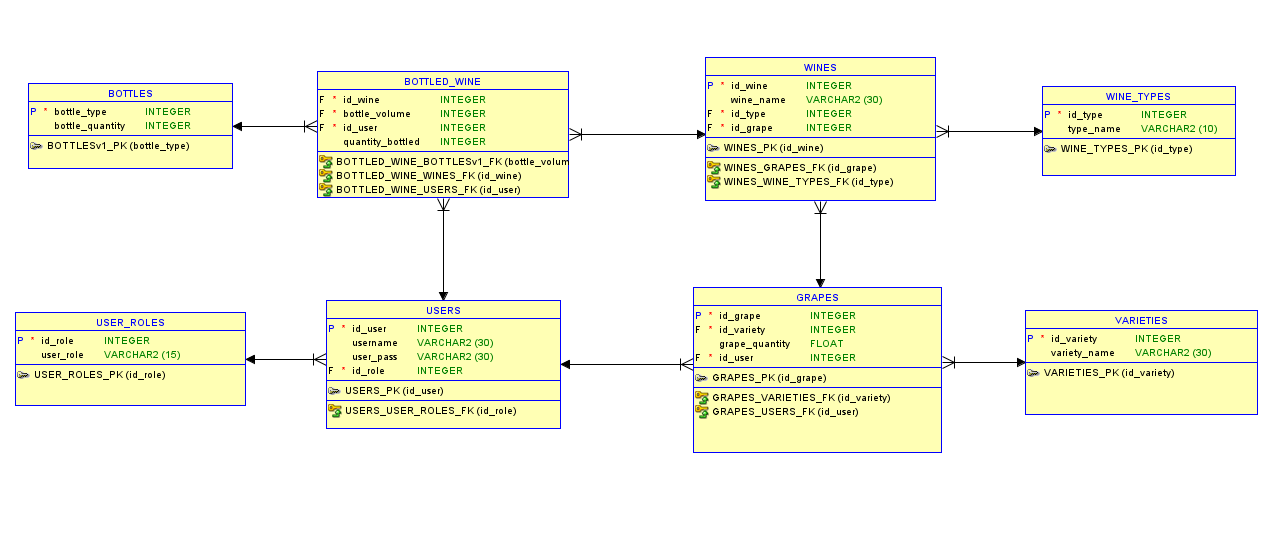 BOTTLES
P * bottle_type INTEGER
bottle_quantity INTEGER
BOTTLESv1_PK (bottle_type)
BOTTLED_WINE
F * id_wine INTEGER
F * bottle_volume INTEGER
F * id_user INTEGER
quantity_bottled INTEGER
BOTTLED_WINE_BOTTLESv1_FK (bottle_volum
BOTTLED_WINE_WINES_FK (id_wine)
BOTTLED_WINE_USERS_FK (id_user)
WINES
P * id_wine INTEGER
wine_name VARCHAR2 (30)
F * id_type INTEGER
F * id_grape INTEGER
WINES_PK (id_wine)
WINES_GRAPES_FK (id_grape)
WINES_WINE_TYPES_FK (id_type)
WINE_TYPES
P * id_type INTEGER
type_name VARCHAR2 (10)
WINE_TYPES_PK (id_type)
USER_ROLES
P * id_role INTEGER
user_role VARCHAR2 (15)
USER_ROLES_PK (id_role)
USERS
P * id_user INTEGER
username VARCHAR2 (30)
user_pass VARCHAR2 (30)
F * id_role INTEGER
USERS_PK (id_user)
USERS_USER_ROLES_FK (id_role)
GRAPES
P * id_grape INTEGER
F * id_variety INTEGER
grape_quantity FLOAT
F * id_user INTEGER
GRAPES_PK (id_grape)
GRAPES_VARIETIES_FK (id_variety)
GRAPES_USERS_FK (id_user)
VARIETIES
P * id_variety INTEGER
variety_name VARCHAR2 (30)
VARIETIES_PK (id_variety)